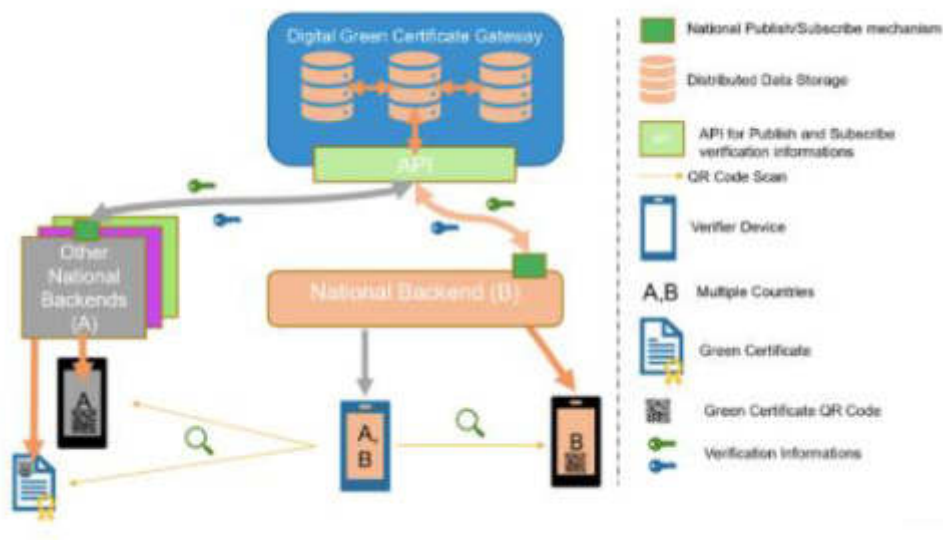 Digital Green Certificate Gateway
API
Other
National
Backends
(A)
National Backend (B)
A
A,
B
B
National Publish/Subscribe mechanism
Distributed Data Storage
API
API for Publish and Subscribe
verification informations
QR Code Scan
Verifier Device
A,B
Multiple Countries
Green Certificate
Green Certificate QR Code
Verification Informations